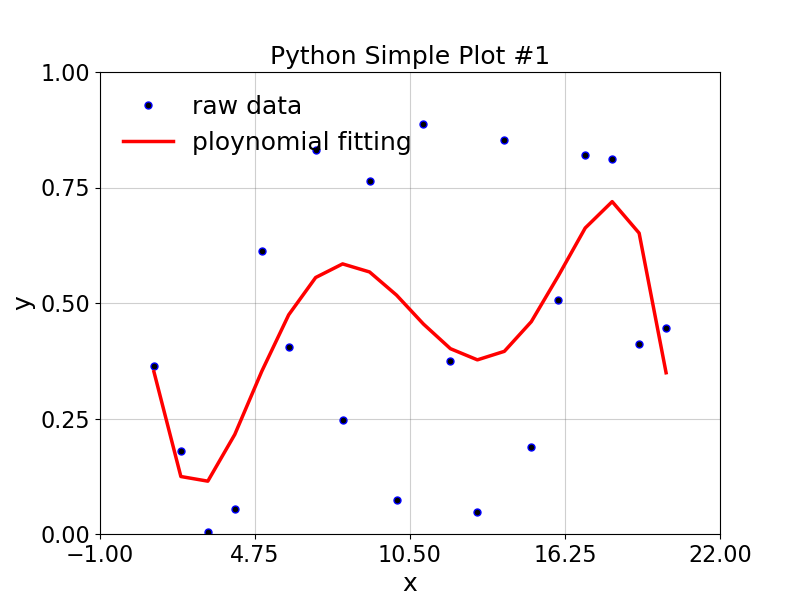 Python Simple Plot #1
1.00
raw data
ploynomial fitting
0.75
y
0.50
0.25
0.00
−1.00 4.75 10.50 16.25 22.00
x